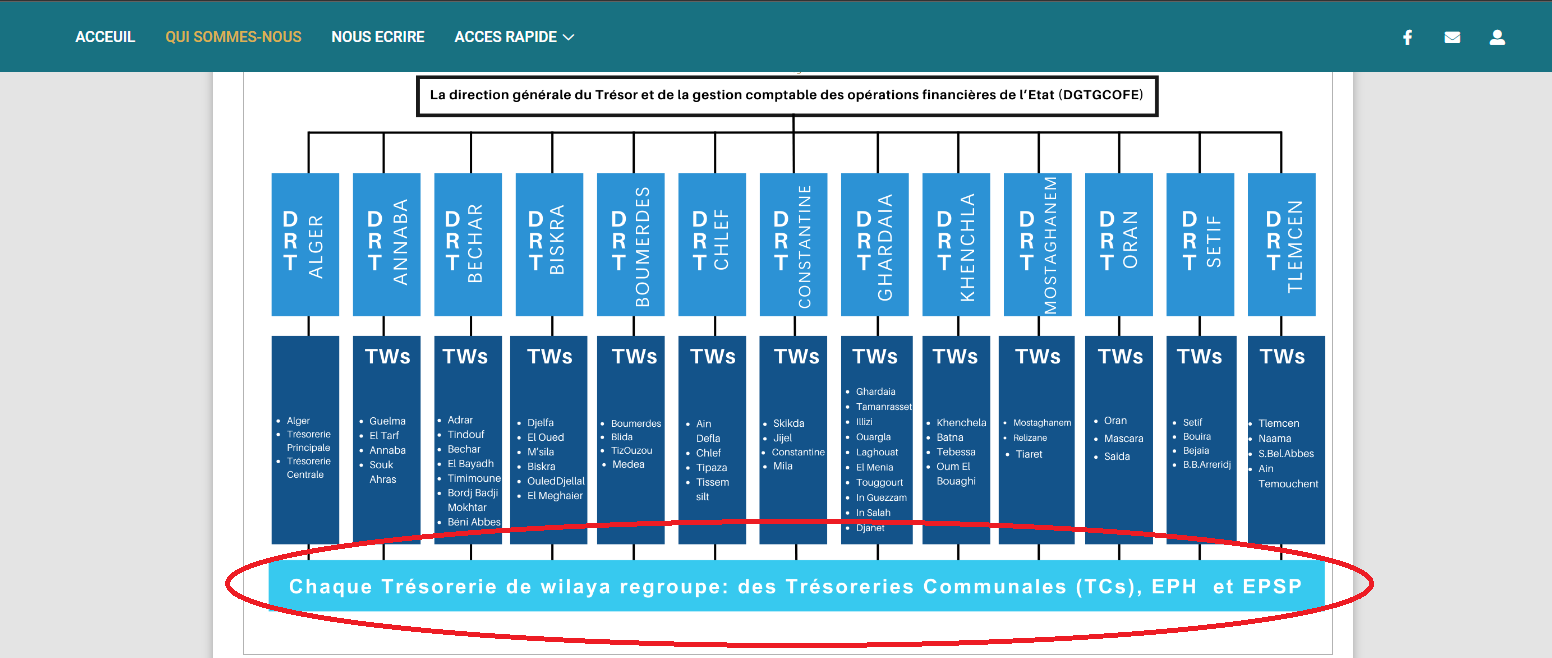 ACCEUIL QUI SOMMES-NOUS NOUS ECRIRE ACCES RAPIDE
La direction générale du Trésor et de la gestion comptable des opérations financières de l'Etat (DGTGCOFE)
DRT ALGER
DRT ANNABA
DRT BECHAR
DRT BISKRA
DRT BOUMERDES
DRT CHLEF
DRT CONSTANTINE
DRT GHARDAIA
DRT KHENCHLA
DRT MOSTAGHANEM
DRT ORAN
DRT SETIF
DRT TLEMCEN
• Alger
• Trésorerie
Principale
• Trésorerie
Centrale
TWs
• Guelma
• El Tarf
• Annaba
• Souk
Ahras
TWs
• Adrar
• Tindouf
• Bechar
• El Bayadh
• Timimoune
• Bordj Badji
Mokhtar
• Béni Abbes
TWs
• Djelfa
• El Oued
• M'sila
• Biskra
• OuledDjellal
• El Meghaier
TWs
• Boumerdes
• Blida
• TizOuzou
• Medea
TWs
• Ain
Defla
• Chlef
• Tipaza
• Tissem
silt
TWs
• Skikda
• Jijel
• Constantine
• Mila
TWs
• Ghardaia
• Tamanrasset
• Illizi
• Ouargla
• Laghouat
• El Menia
• Touggourt
• In Guezzam
• In Salah
• Djanet
TWs
• Khenchela
• Batna
• Tebessa
• Oum El
Bouaghi
TWs
• Mostaghanem
• Relizane
• Tiaret
TWs
• Oran
• Mascara
• Saida
TWs
• Setif
• Bouira
• Bejaia
• B.B.Arreridj
TWs
• Tlemcen
• Naama
• S.Bel.Abbes
• Ain
Temouchent
Chaque Trésorerie de wilaya regroupe: des Trésoreries Communales (TCs), EPH et EPSP